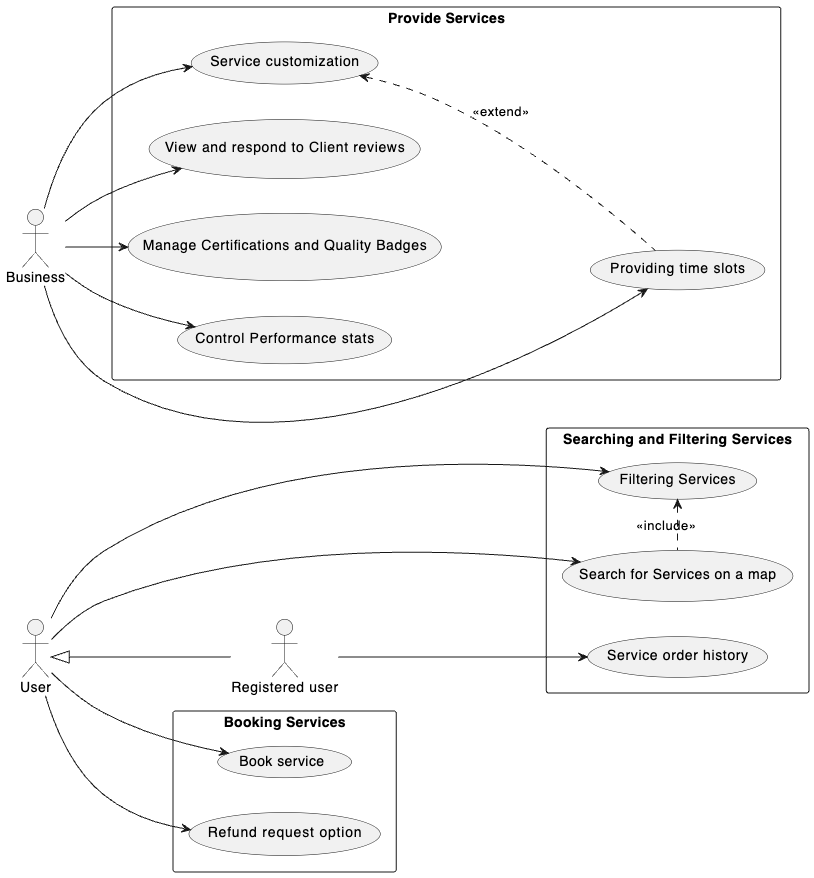 Provide Services
Service customization
«extend»
View and respond to Client reviews
Manage Certifications and Quality Badges
Providing time slots
Business
Control Performance stats
Searching and Filtering Services
Filtering Services
«include»
Search for Services on a map
Service order history
User
Registered user
Booking Services
Book service
Refund request option